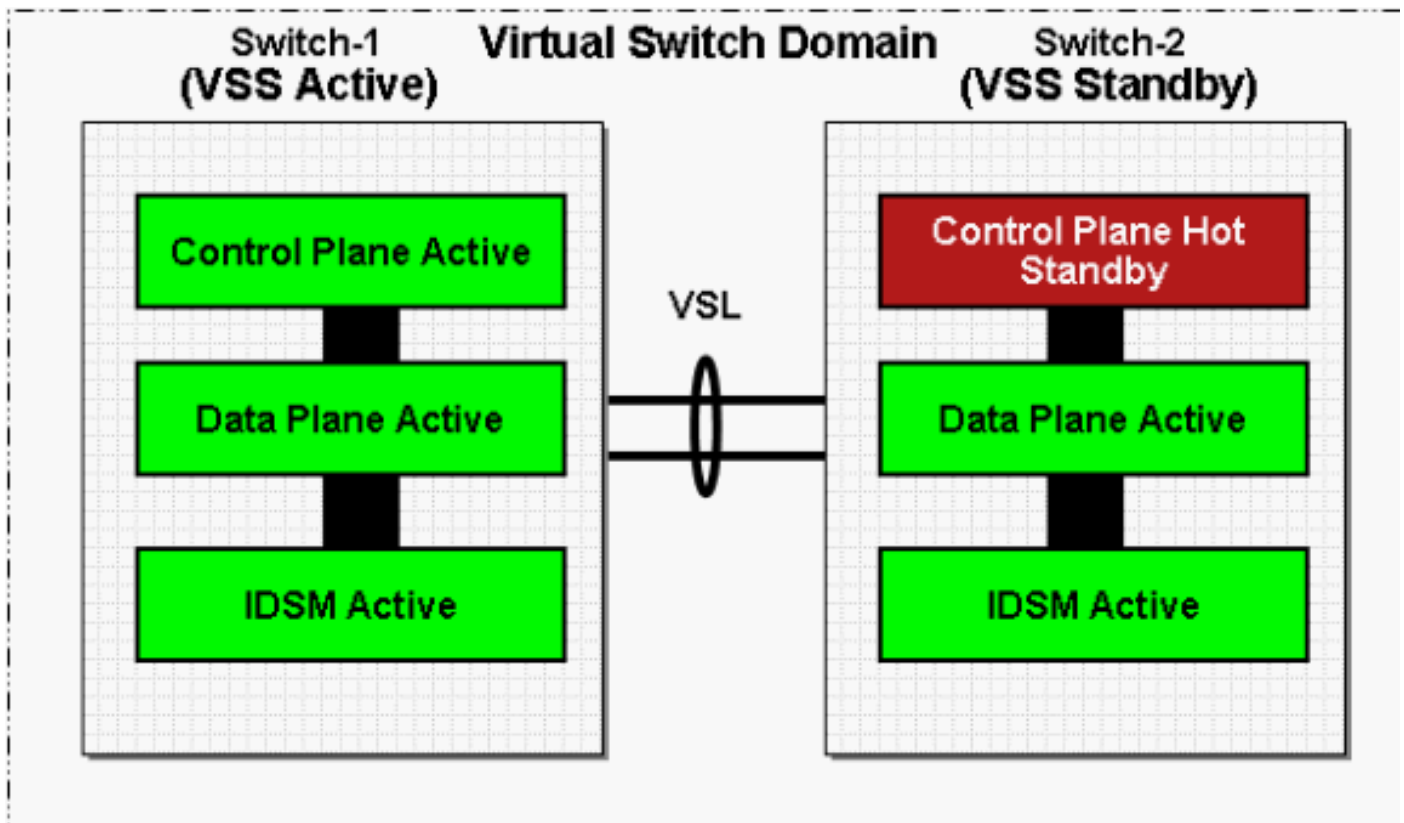 Virtual Switch Domain
Switch-1
(VSS Active)
Control Plane Active
Data Plane Active
IDSM Active
VSL
Switch-2
(VSS Standby)
Control Plane Hot
Standby
Data Plane Active
IDSM Active